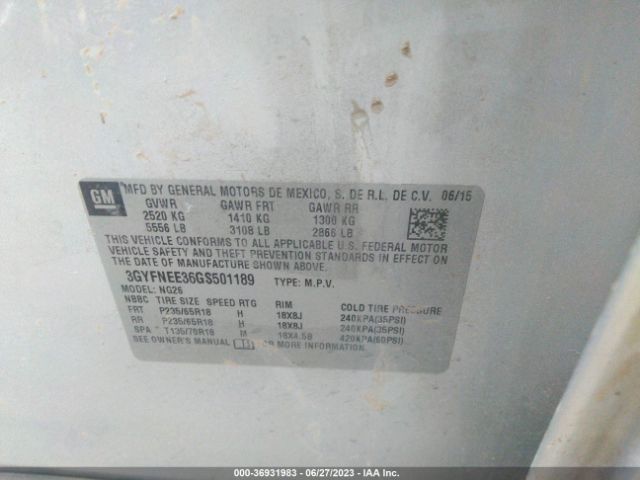 GM
MFD BY GENERAL MOTORS DE MEXICO, S. DE R.L. DE C.V. 06/15
GVWR GAWR FRT GAWR RR
2520 KG 1410 KG 1300 KG
5556 LB 3108 LB 2866 LB
THIS VEHICLE CONFORMS TO ALL APPLICABLE U.S. FEDERAL MOTOR
VEHICLE SAFETY AND THEFT PREVENTION STANDARDS IN EFFECT ON
THE DATE OF MANUFACTURE SHOWN ABOVE.
3GYFNEE36GS501189 TYPE: M.P.V.
MODEL: NG26
NBBC TIRE SIZE SPEED RTG RIM COLD TIRE PRESSURE
FRT P235/65R18 H 18X8J 240KPA(35PSI)
RR P235/65R18 H 18X8J 240KPA(35PSI)
SPA T135/70R18 M 18X4.5B 420KPA(60PSI)
SEE OWNER'S MANUAL FOR MORE INFORMATION.
000-36931983 - 06/27/2023 - IAA Inc.